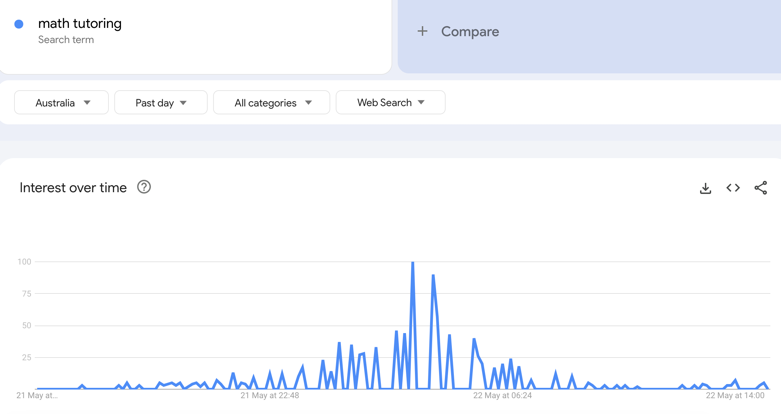 math tutoring
Search term
+ Compare
Australia
Past day
All categories
Web Search
Interest over time
100
75
50
25
21 May at...
21 May at 22:48
22 May at 06:24
22 May at 14:00